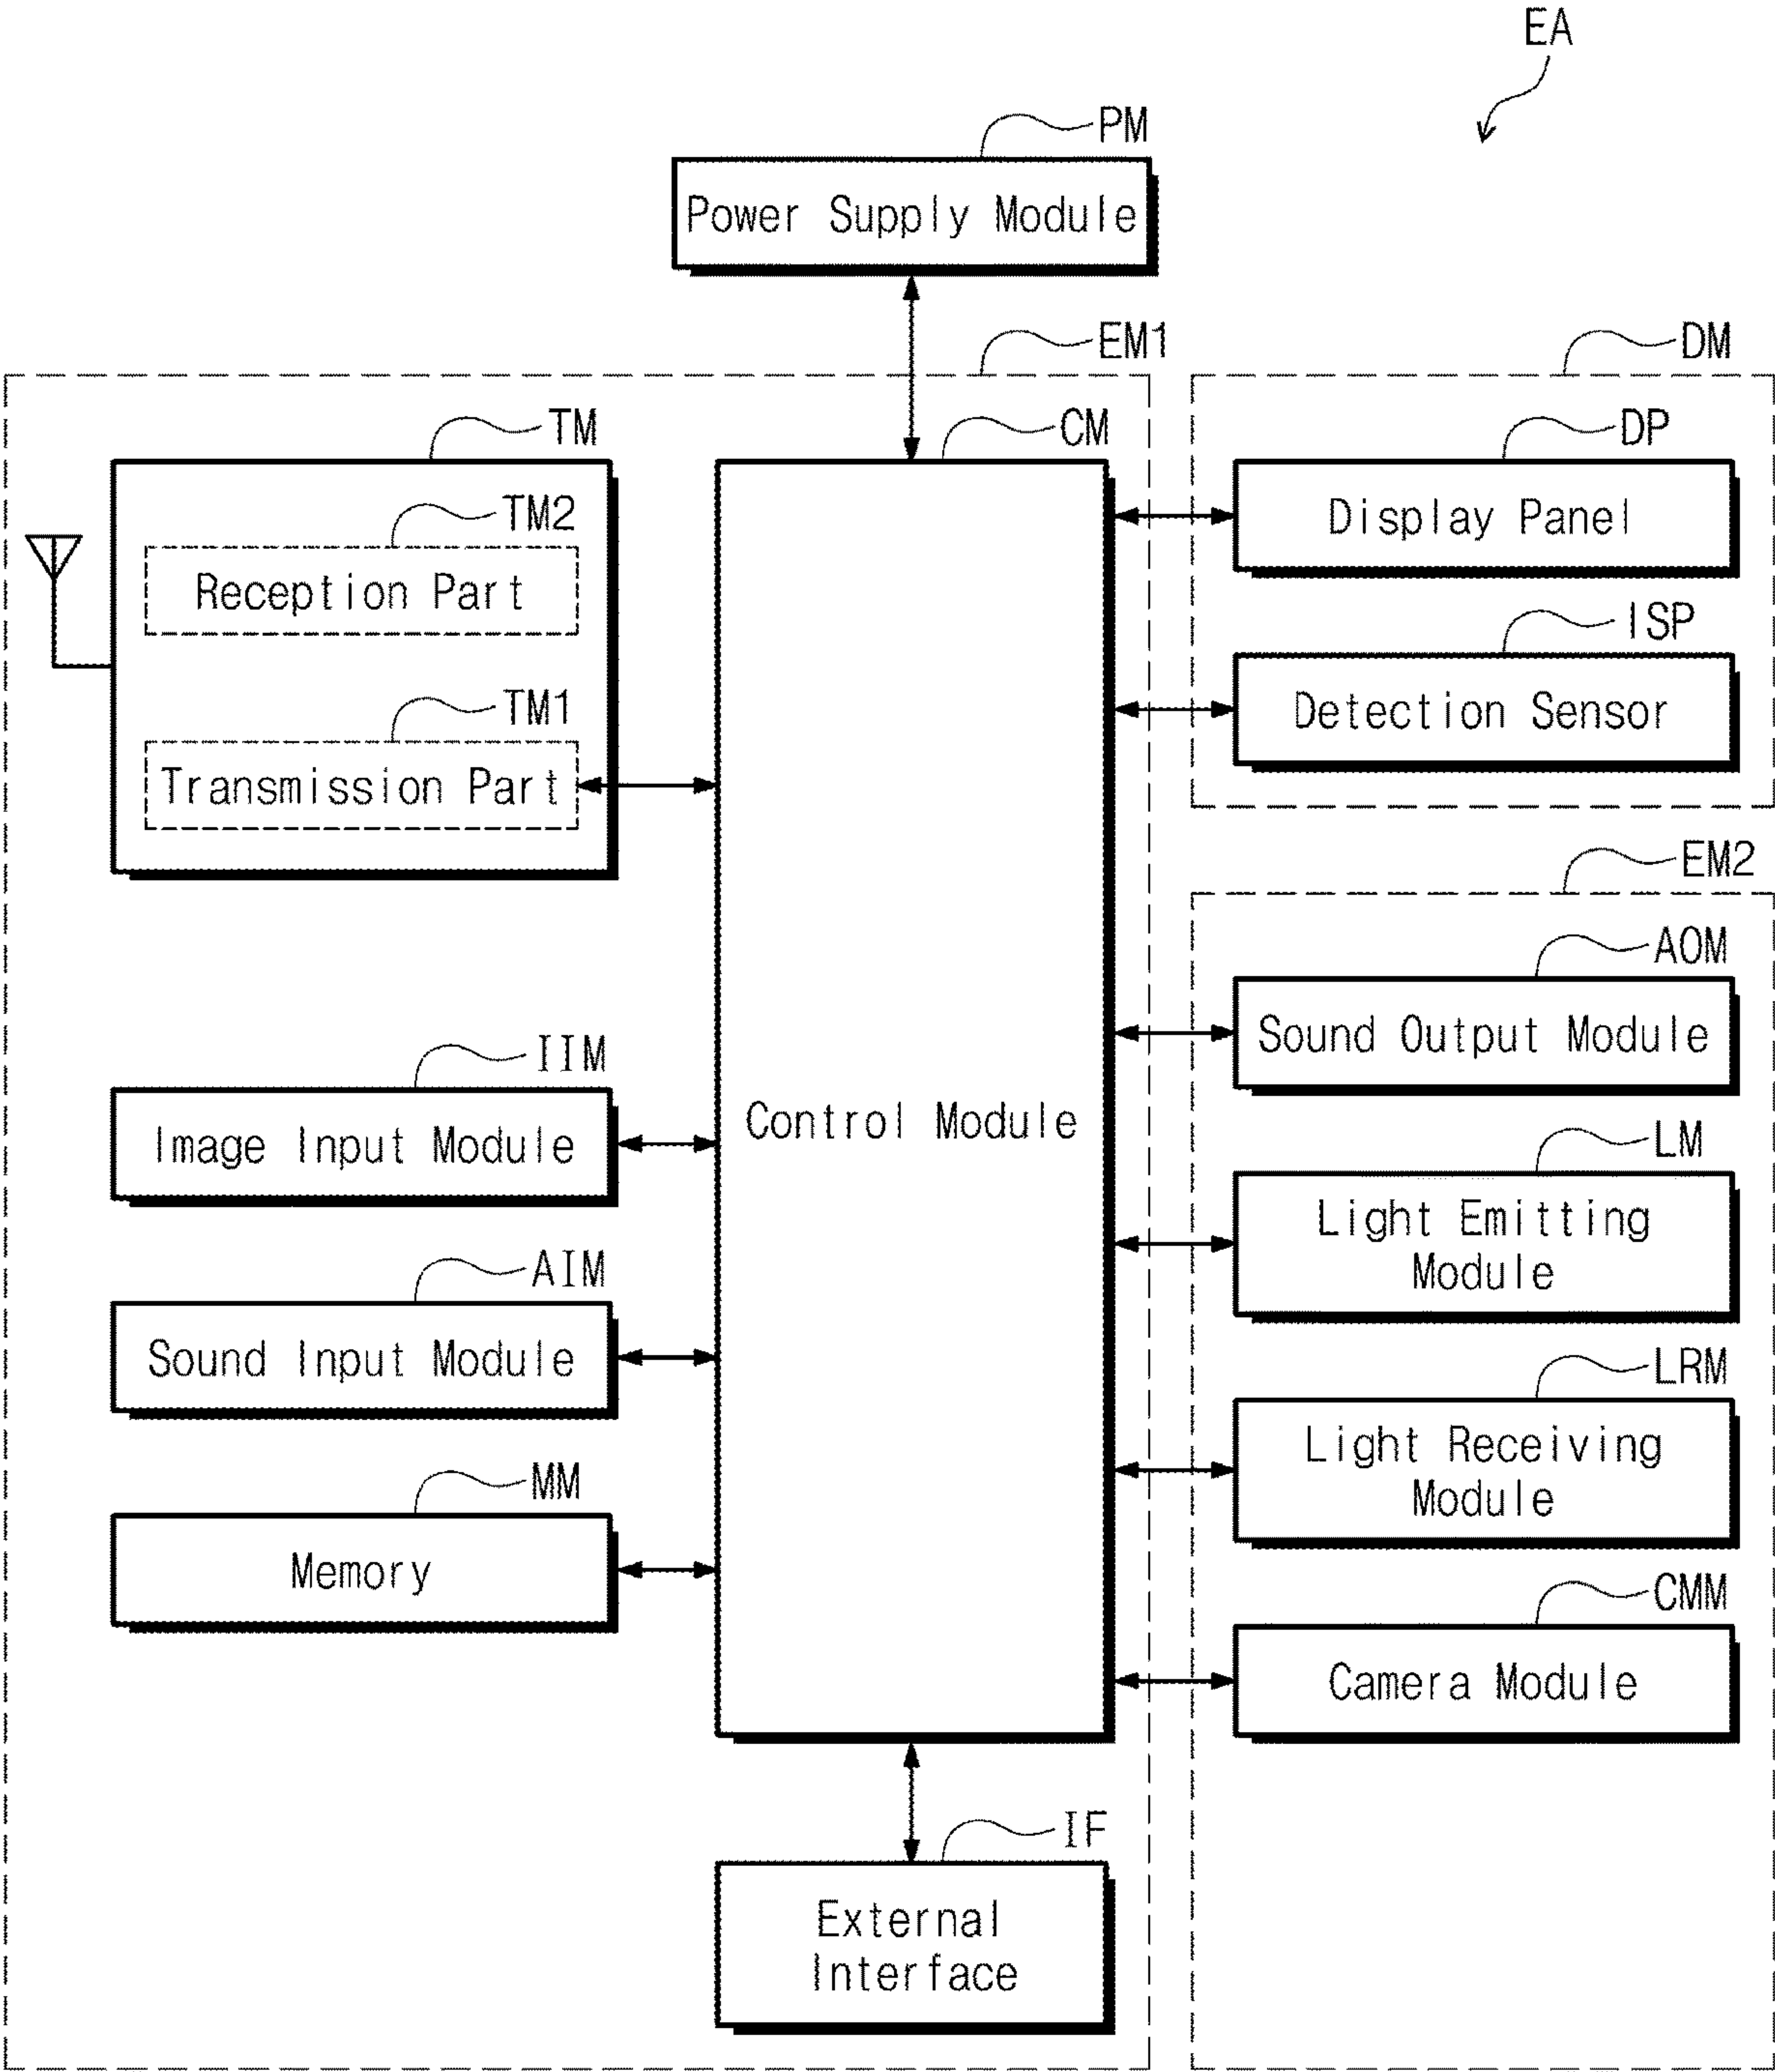 EA
PM
Power Supply Module
EM1
DM
TM
CM
DP
TM2
Display Panel
Reception Part
ISP
TM1
Detection Sensor
Transmission Part
EM2
AOM
Sound Output Module
IIM
Image Input Module
Control Module
LM
Light Emitting
Module
AIM
Sound Input Module
LRM
Light Receiving
Module
MM
Memory
CMM
Camera Module
IF
External
Interface